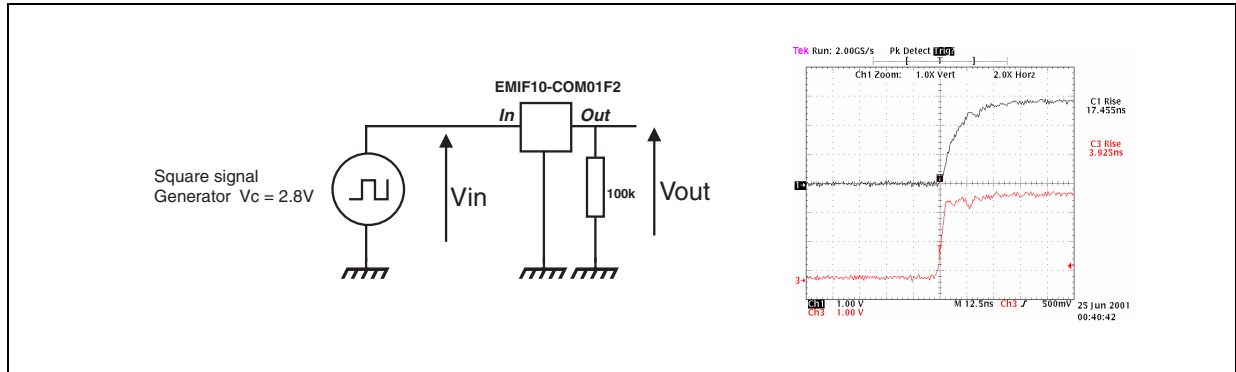 EMIF10-COM01F2
In Out
Square signal
Generator Vc = 2.8V
Vin
100k
Vout
Tek Run: 2.00GS/s Pk Detect Trig?
Ch1 Zoom: 1.0X Vert 2.0X Horz
C1 Rise
17.455ns
C3 Rise
3.925ns
1
3
Ch1 1.00 V M 12.5ns Ch3 500mV
Ch3 1.00 V
25 Jun 2001
00:40:42